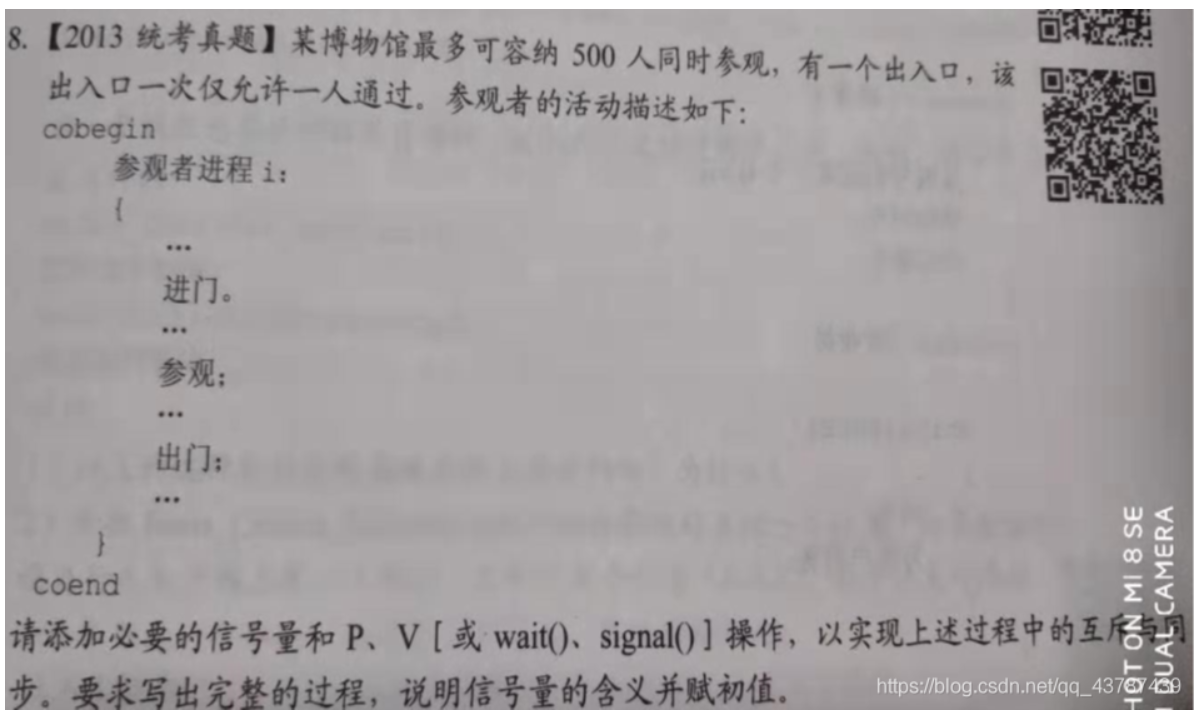 8.【2013 统考真题】某博物馆最多可容纳 500 人同时参观，有一个出入口，该
出入口一次仅允许一人通过。参观者的活动描述如下：
cobegin
参观者进程 i：
{
…
进门。
…
参观；
…
出门；
…
}
coend
请添加必要的信号量和 P、V [ 或 wait()、signal() ] 操作，以实现上述过程中的互斥与同
步。要求写出完整的过程，说明信号量的含义并赋初值。
SHOT ON MI 8 SE
MI DUAL CAMERA
https://blog.csdn.net/qq_43787439